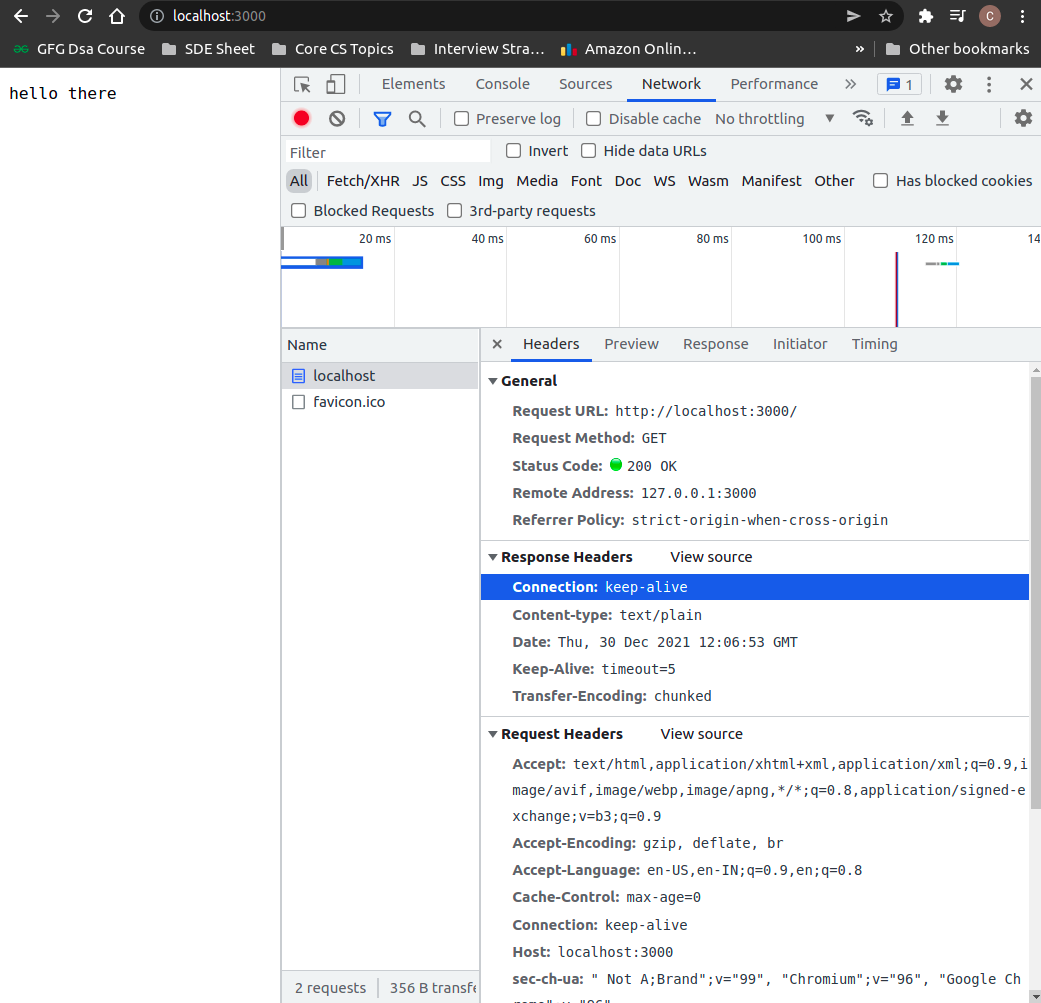 localhost:3000
C
GFG Dsa Course SDE Sheet Core CS Topics Interview Stra… Amazon Onlin… » Other bookmarks
hello there
Elements Console Sources Network Performance » 1
Preserve log Disable cache No throttling
Filter Invert Hide data URLs
All Fetch/XHR JS CSS Img Media Font Doc WS Wasm Manifest Other Has blocked cookies
Blocked Requests 3rd-party requests
20 ms 40 ms 60 ms 80 ms 100 ms 120 ms 14
Name
localhost
favicon.ico
× Headers Preview Response Initiator Timing
General
Request URL: http://localhost:3000/
Request Method: GET
Status Code: 200 OK
Remote Address: 127.0.0.1:3000
Referrer Policy: strict-origin-when-cross-origin
Response Headers View source
Connection: keep-alive
Content-type: text/plain
Date: Thu, 30 Dec 2021 12:06:53 GMT
Keep-Alive: timeout=5
Transfer-Encoding: chunked
Request Headers View source
Accept: text/html,application/xhtml+xml,application/xml;q=0.9,i
mage/avif,image/webp,image/apng,*/*;q=0.8,application/signed-e
xchange;v=b3;q=0.9
Accept-Encoding: gzip, deflate, br
Accept-Language: en-US,en-IN;q=0.9,en;q=0.8
Cache-Control: max-age=0
Connection: keep-alive
Host: localhost:3000
sec-ch-ua: " Not A;Brand";v="99", "Chromium";v="96", "Google Ch
rome";v="96"
2 requests 356 B transfe